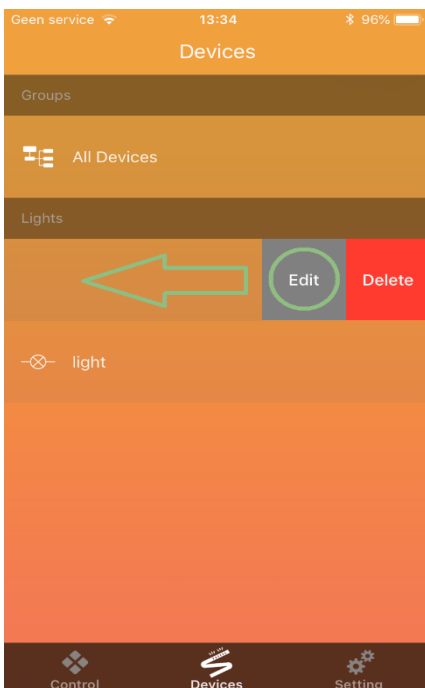 Geen service 13:34 96%
Devices
Groups
All Devices
Lights
Edit Delete
light
Control Devices Setting